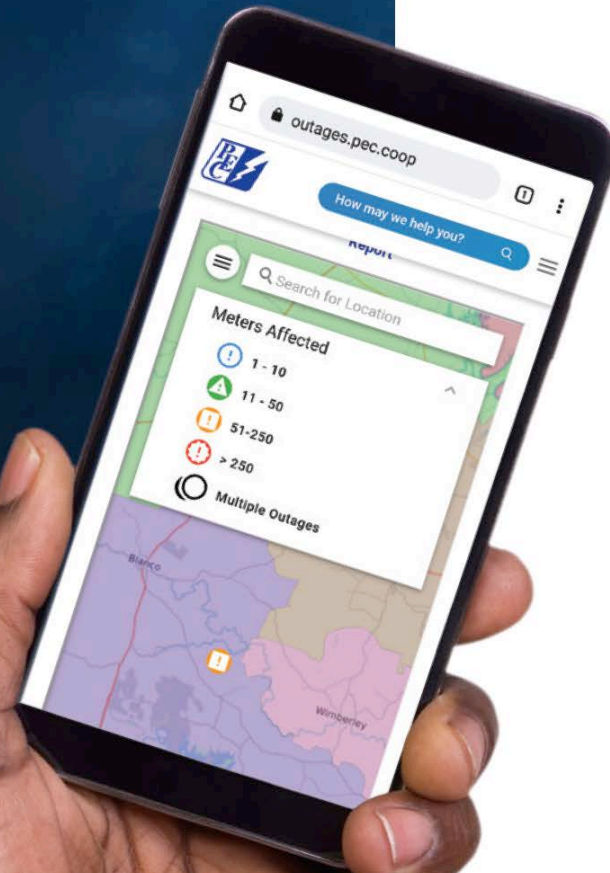 outages.pec.coop
1
PEC
How may we help you?
Report
Search for Location
Meters Affected
1 - 10
11 - 50
51-250
> 250
Multiple Outages
Blanco
Wimberley